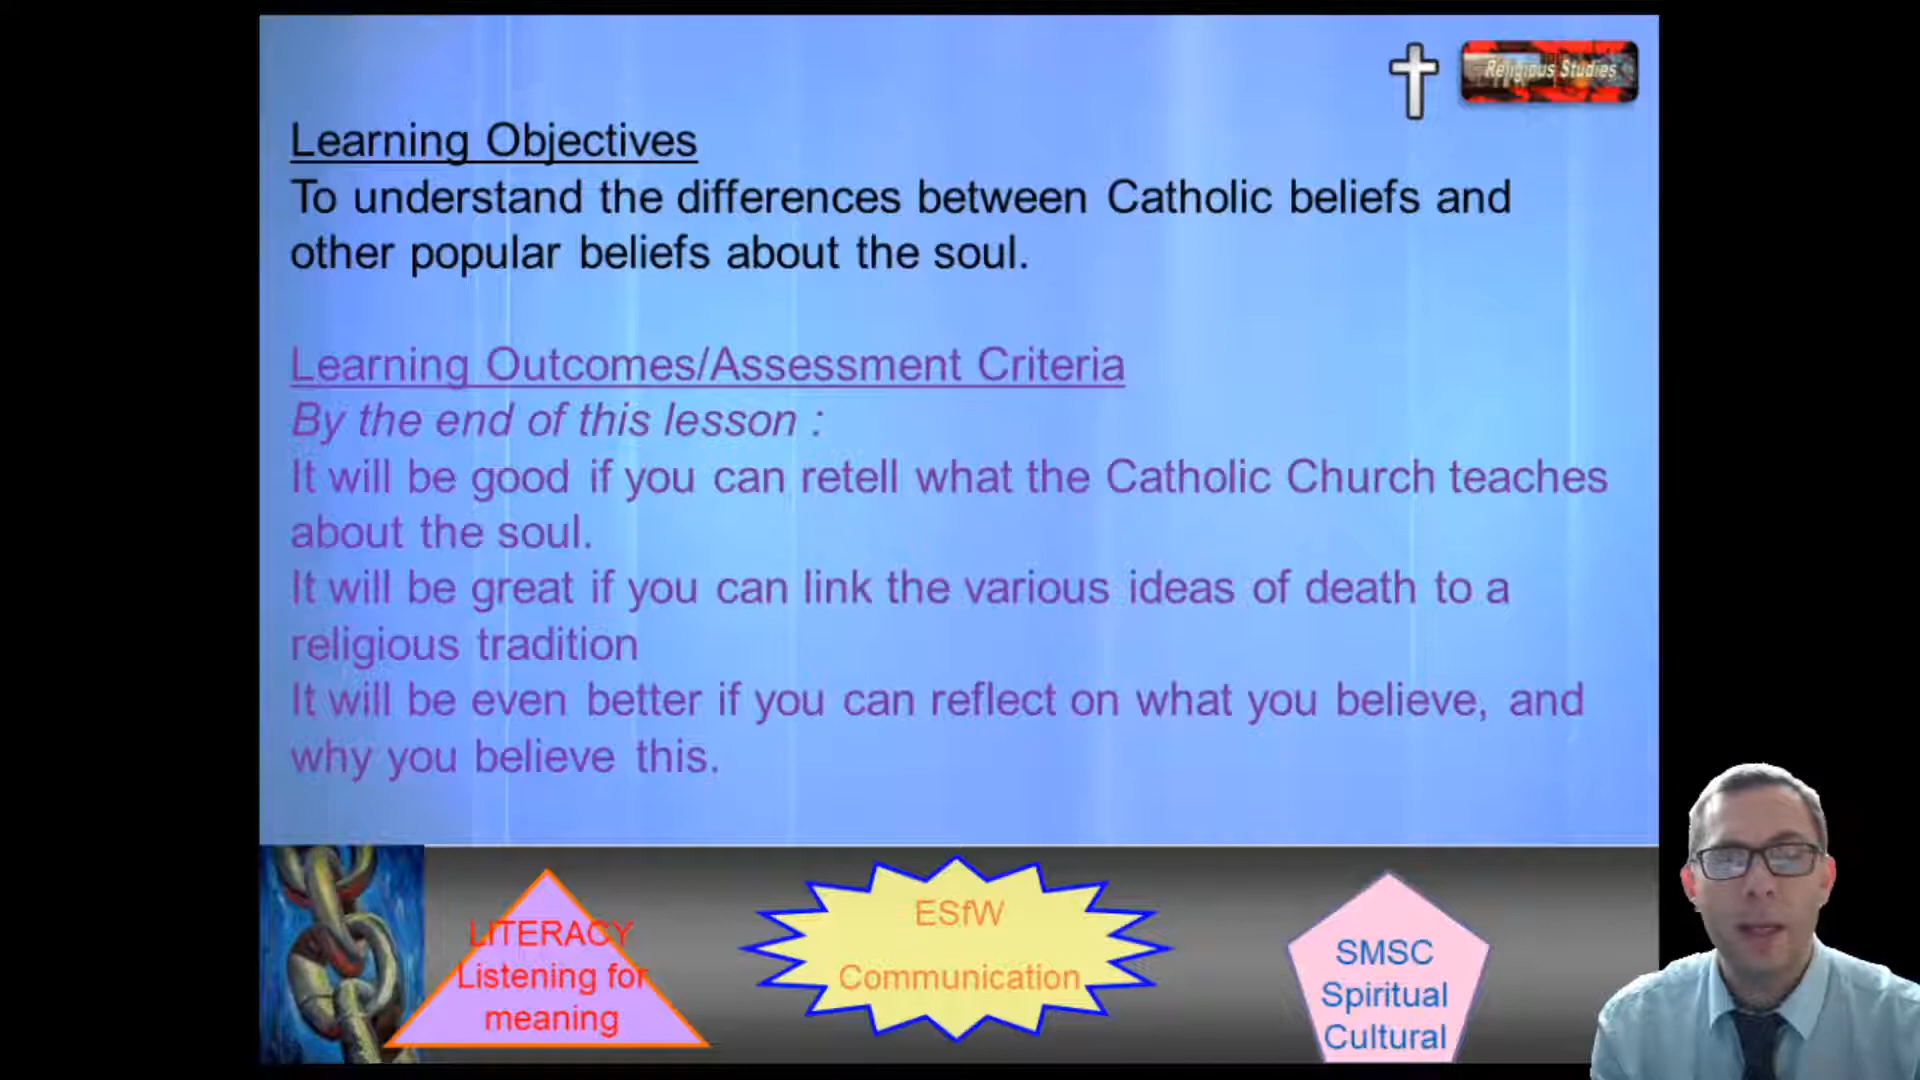 Religious Studies
Learning Objectives
To understand the differences between Catholic beliefs and
other popular beliefs about the soul.
Learning Outcomes/Assessment Criteria
By the end of this lesson :
It will be good if you can retell what the Catholic Church teaches
about the soul.
It will be great if you can link the various ideas of death to a
religious tradition
It will be even better if you can reflect on what you believe, and
why you believe this.
LITERACY
Listening for
meaning
ESfW
Communication
SMSC
Spiritual
Cultural